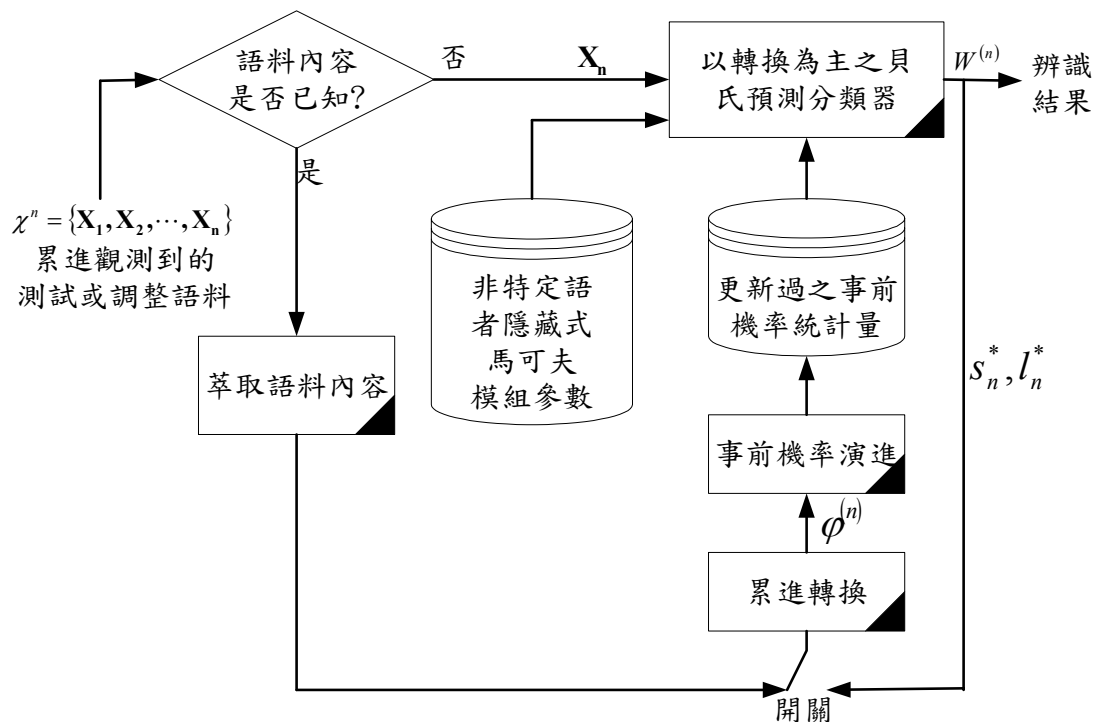 語料內容
是否已知?
否
X_n
以轉換為主之貝
氏預測分類器
W^{(n)}
辨識
結果
是
χ^n = {X_1, X_2, ⋯, X_n}
累進觀測到的
測試或調整語料
非特定語
者隱藏式
馬可夫
模組參數
更新過之事前
機率統計量
s_n^*, l_n^*
萃取語料內容
事前機率演進
φ^{(n)}
累進轉換
開關